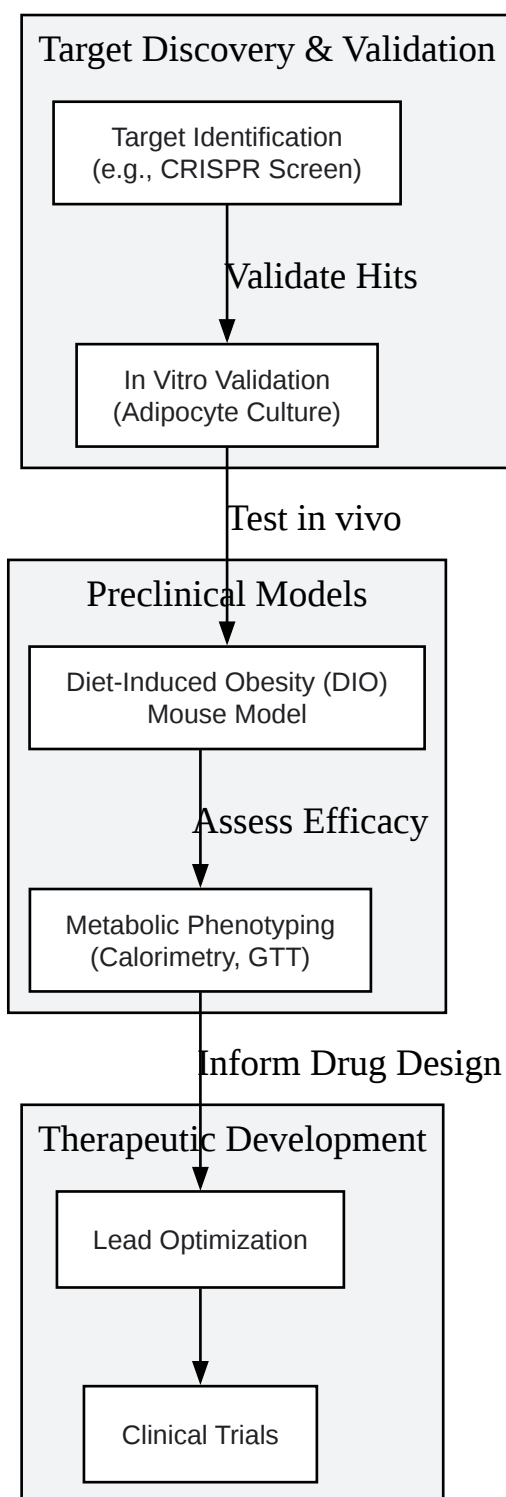 Target Discovery & Validation
Target Identification
(e.g., CRISPR Screen)
Validate Hits
In Vitro Validation
(Adipocyte Culture)
Test in vivo
Preclinical Models
Diet-Induced Obesity (DIO)
Mouse Model
Assess Efficacy
Metabolic Phenotyping
(Calorimetry, GTT)
Inform Drug Design
Therapeutic Development
Lead Optimization
Clinical Trials